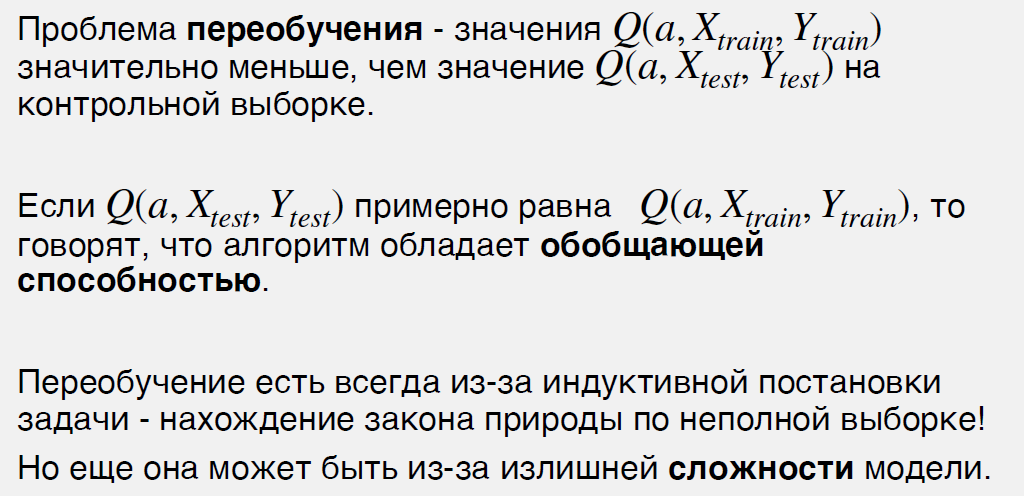 Проблема переобучения - значения Q(a, X_train, Y_train)
значительно меньше, чем значение Q(a, X_test, Y_test) на
контрольной выборке.
Если Q(a, X_test, Y_test) примерно равна Q(a, X_train, Y_train), то
говорят, что алгоритм обладает обобщающей
способностью.
Переобучение есть всегда из-за индуктивной постановки
задачи - нахождение закона природы по неполной выборке!
Но еще она может быть из-за излишней сложности модели.